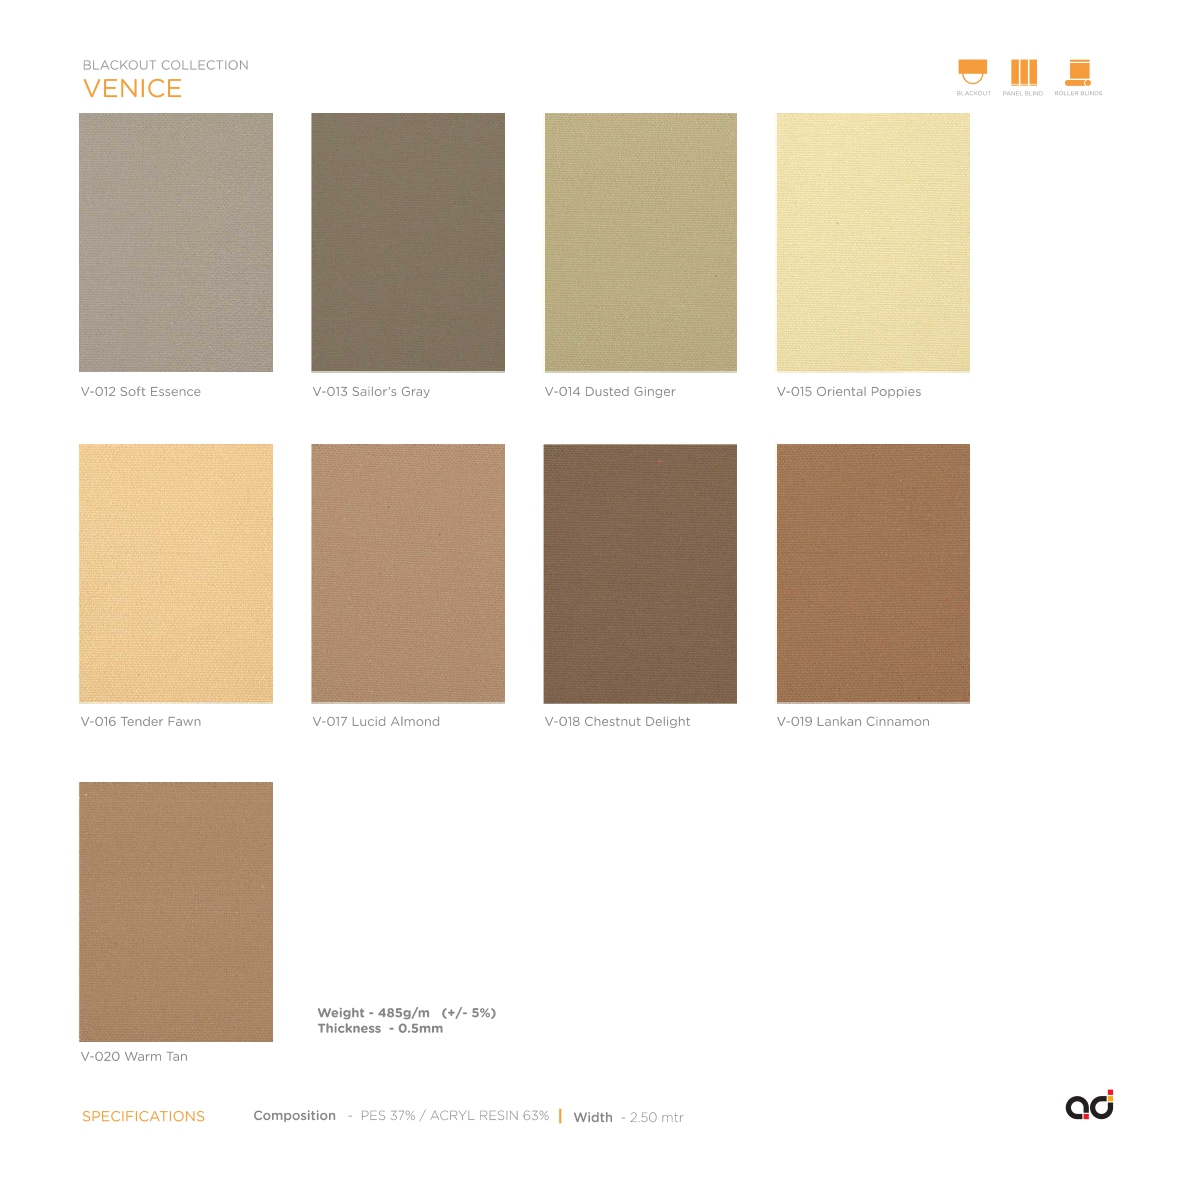 BLACKOUT COLLECTION
VENICE
BLACKOUT PANEL BLIND ROLLER BLINDS
V-012 Soft Essence
V-013 Sailor's Gray
V-014 Dusted Ginger
V-015 Oriental Poppies
V-016 Tender Fawn
V-017 Lucid Almond
V-018 Chestnut Delight
V-019 Lankan Cinnamon
V-020 Warm Tan
Weight - 485g/m (+/- 5%)
Thickness - 0.5mm
SPECIFICATIONS Composition - PES 37% / ACRYL RESIN 63% | Width - 2.50 mtr
ad